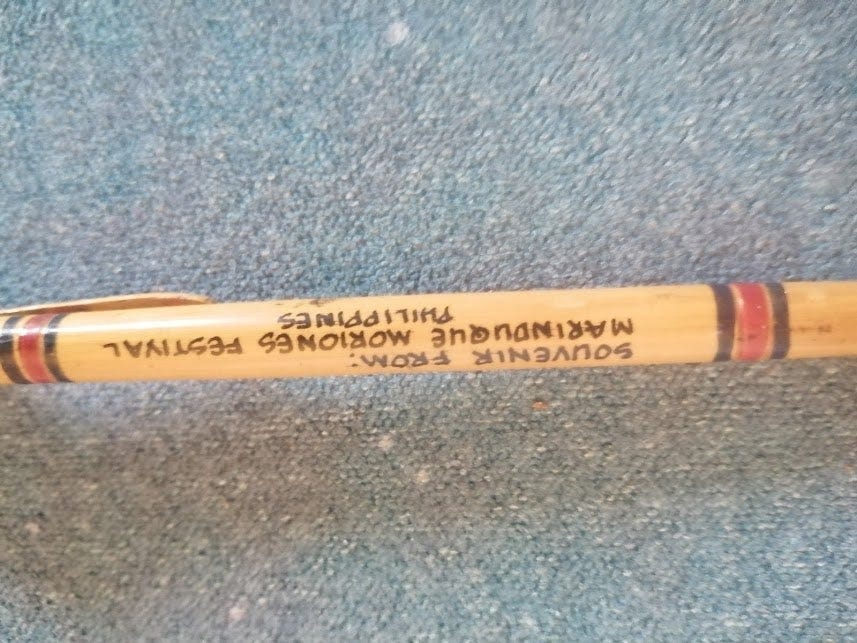 SOUVENIR FROM:
MARINDUQUE MORIONES FESTIVAL
PHILIPPINES